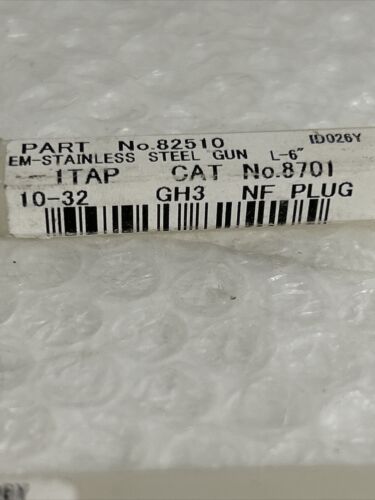 PART No.82510 ID026Y
EM-STAINLESS STEEL GUN L-6"
1TAP CAT No.8701
10-32 GH3 NF PLUG